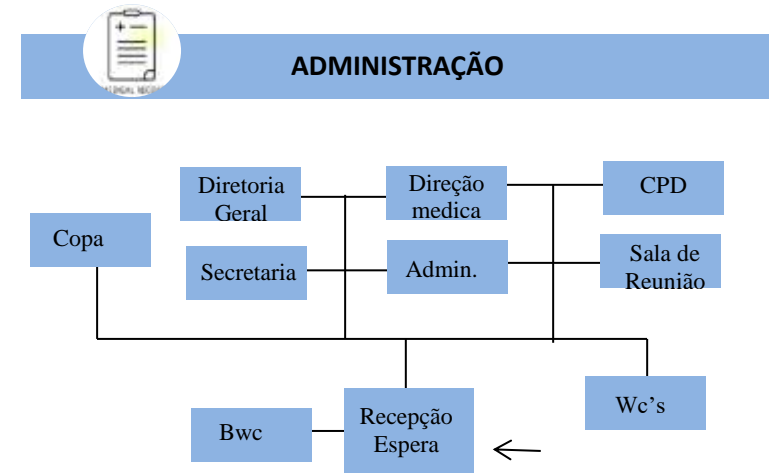 ADMINISTRAÇÃO
Diretoria
Geral
Direção
medica
CPD
Copa
Secretaria
Admin.
Sala de
Reunião
Bwc
Recepção
Espera
Wc’s